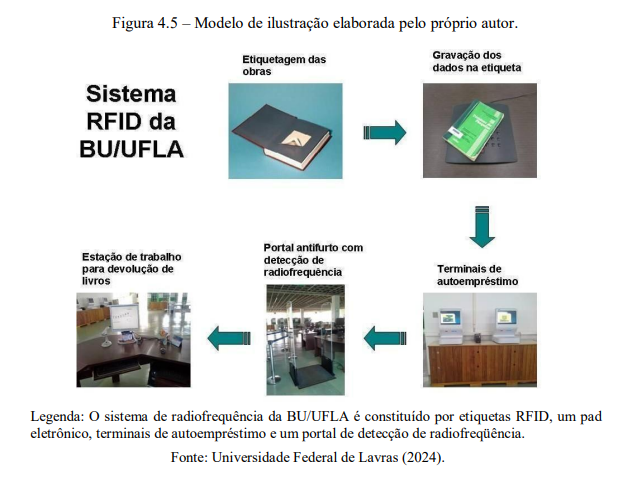 Figura 4.5 – Modelo de ilustração elaborada pelo próprio autor.
Sistema
RFID da
BU/UFLA
Etiquetagem das
obras
Gravação dos
dados na etiqueta
Terminais de
autoempréstimo
Portal antifurto com
detecção de
radiofrequência
Estação de trabalho
para devolução de
livros
Legenda: O sistema de radiofrequência da BU/UFLA é constituído por etiquetas RFID, um pad
eletrônico, terminais de autoempréstimo e um portal de detecção de radiofreqüência.
Fonte: Universidade Federal de Lavras (2024).